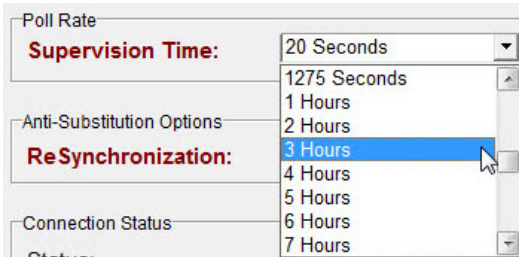 Poll Rate
Supervision Time:
20 Seconds
1275 Seconds
1 Hours
2 Hours
Anti-Substitution Options
3 Hours
ReSynchronization:
4 Hours
5 Hours
Connection Status
6 Hours
7 Hours